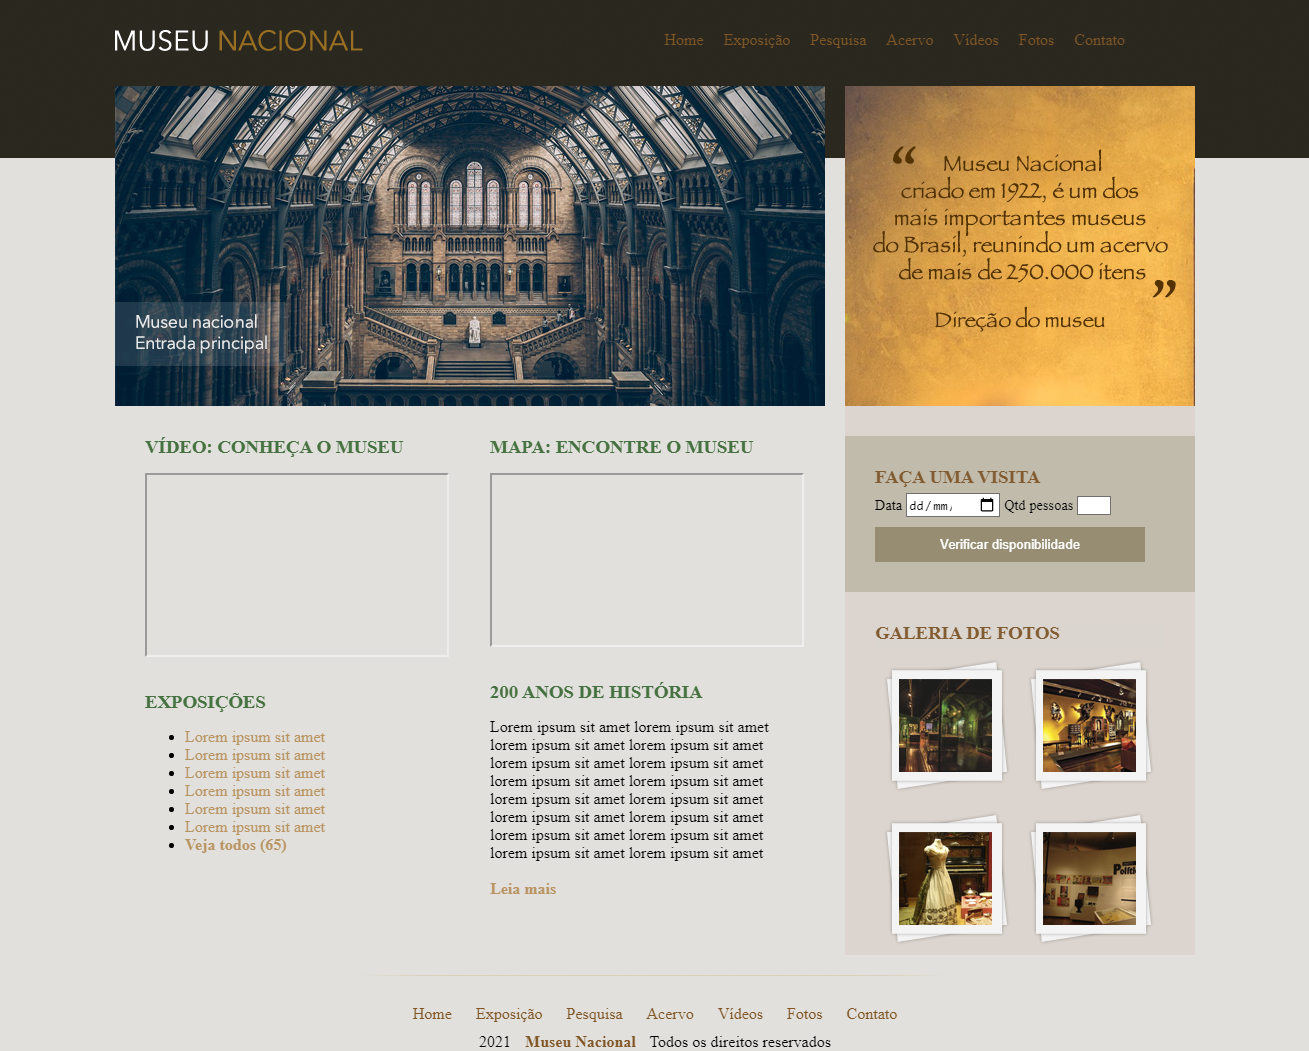 MUSEU NACIONAL
Home Exposição Pesquisa Acervo Vídeos Fotos Contato
Museu nacional
Entrada principal
“ Museu Nacional
criado em 1922, é um dos
mais importantes museus
do Brasil, reunindo um acervo
de mais de 250.000 itens ”
Direção do museu
VÍDEO: CONHEÇA O MUSEU
MAPA: ENCONTRE O MUSEU
FAÇA UMA VISITA
Data dd/mm, Qtd pessoas
Verificar disponibilidade
EXPOSIÇÕES
Lorem ipsum sit amet
Lorem ipsum sit amet
Lorem ipsum sit amet
Lorem ipsum sit amet
Lorem ipsum sit amet
Lorem ipsum sit amet
Veja todos (65)
200 ANOS DE HISTÓRIA
Lorem ipsum sit amet lorem ipsum sit amet
lorem ipsum sit amet lorem ipsum sit amet
lorem ipsum sit amet lorem ipsum sit amet
lorem ipsum sit amet lorem ipsum sit amet
lorem ipsum sit amet lorem ipsum sit amet
lorem ipsum sit amet lorem ipsum sit amet
lorem ipsum sit amet lorem ipsum sit amet
lorem ipsum sit amet lorem ipsum sit amet
Leia mais
GALERIA DE FOTOS
Home Exposição Pesquisa Acervo Vídeos Fotos Contato
2021 Museu Nacional Todos os direitos reservados